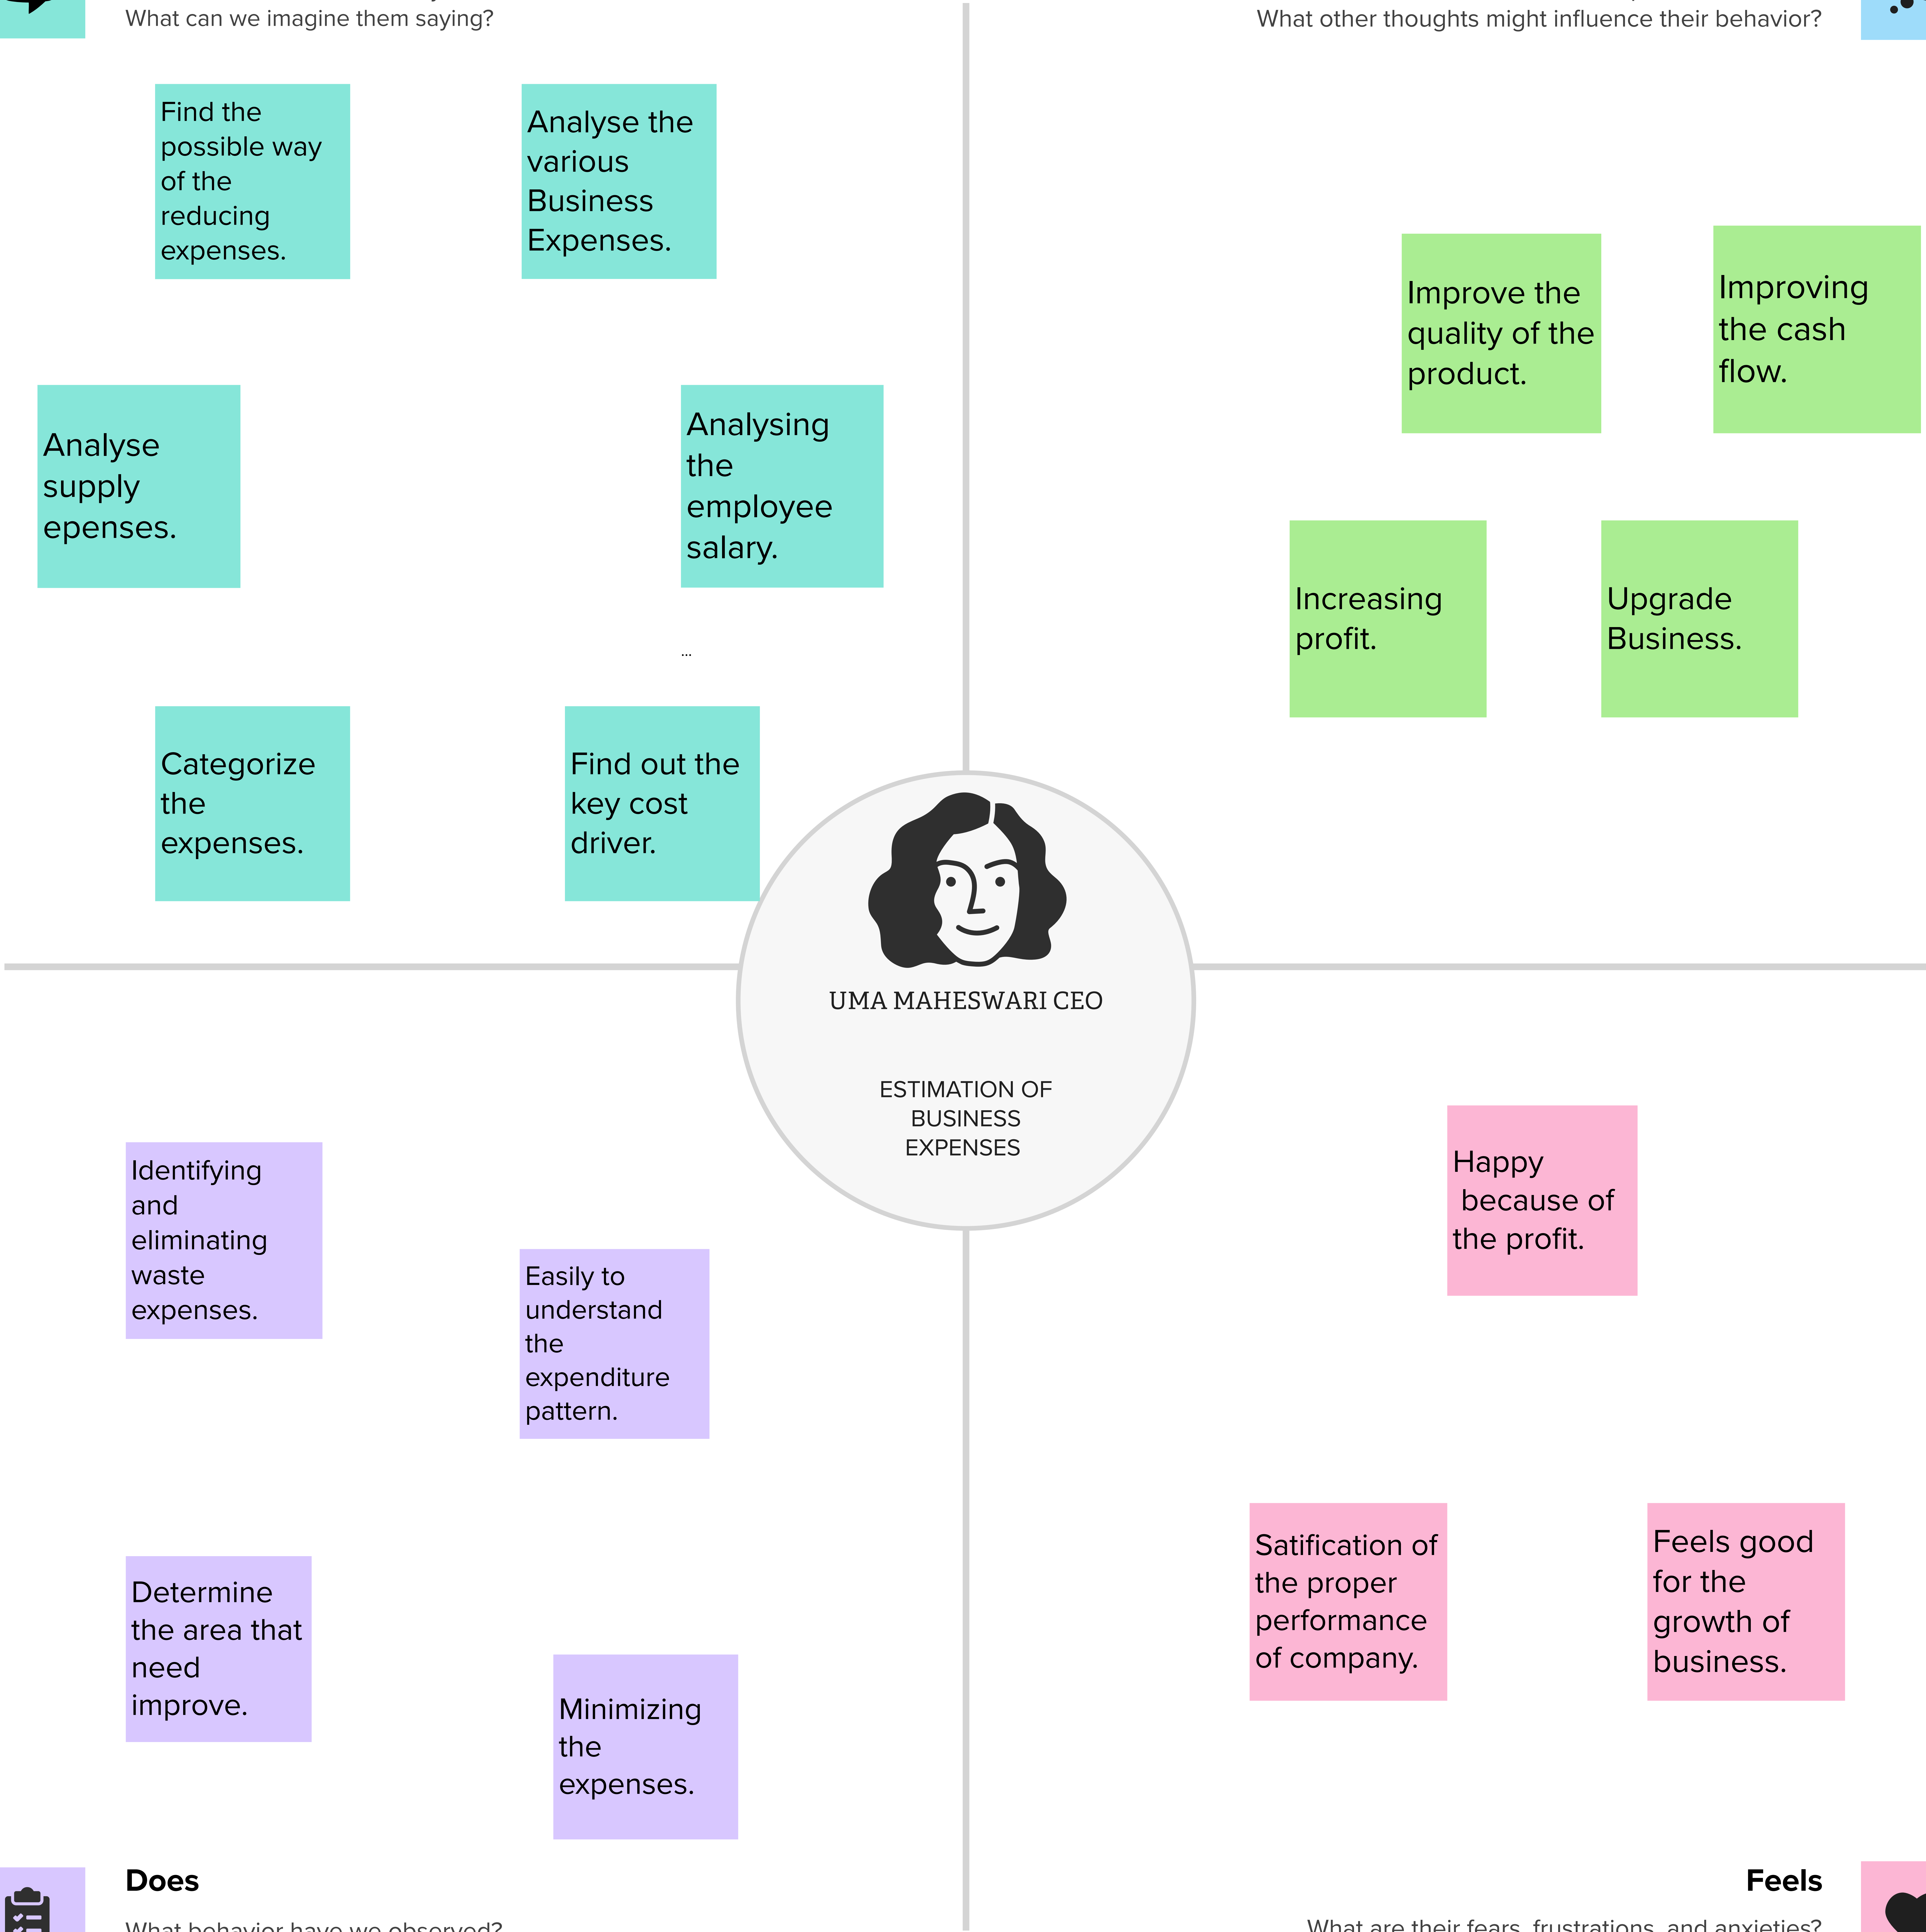 What can we imagine them saying?
What other thoughts might influence their behavior?
Find the
possible way
of the
reducing
expenses.
Analyse the
various
Business
Expenses.
Improve the
quality of the
product.
Improving
the cash
flow.
Analyse
supply
epenses.
Analysing
the
employee
salary.
...
Increasing
profit.
Upgrade
Business.
Categorize
the
expenses.
Find out the
key cost
driver.
UMA MAHESWARI CEO
ESTIMATION OF
BUSINESS
EXPENSES
Identifying
and
eliminating
waste
expenses.
Easily to
understand
the
expenditure
pattern.
Happy
because of
the profit.
Determine
the area that
need
improve.
Minimizing
the
expenses.
Satification of
the proper
performance
of company.
Feels good
for the
growth of
business.
Does
What behavior have we observed?
Feels
What are their fears, frustrations, and anxieties?